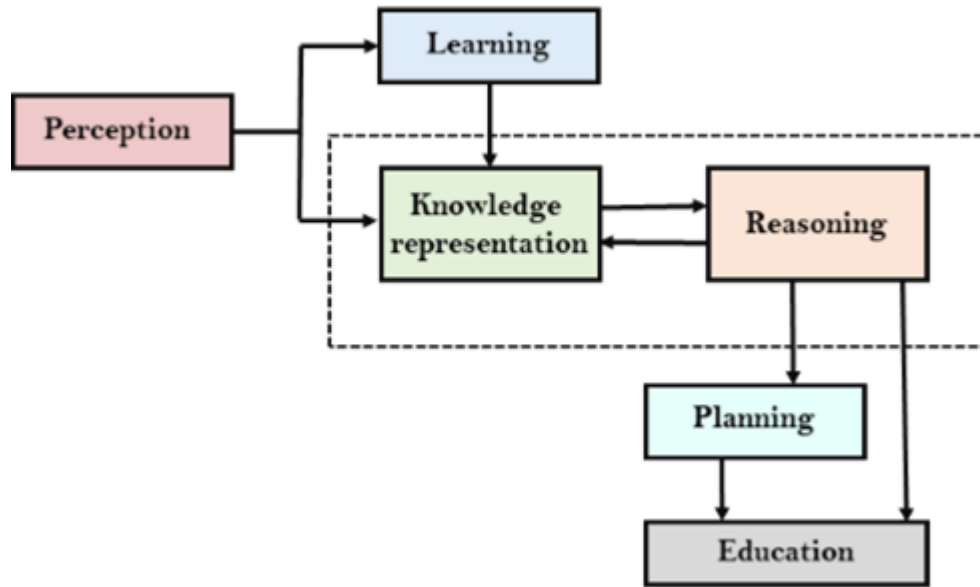 Learning
Perception
Knowledge
representation
Reasoning
Planning
Education